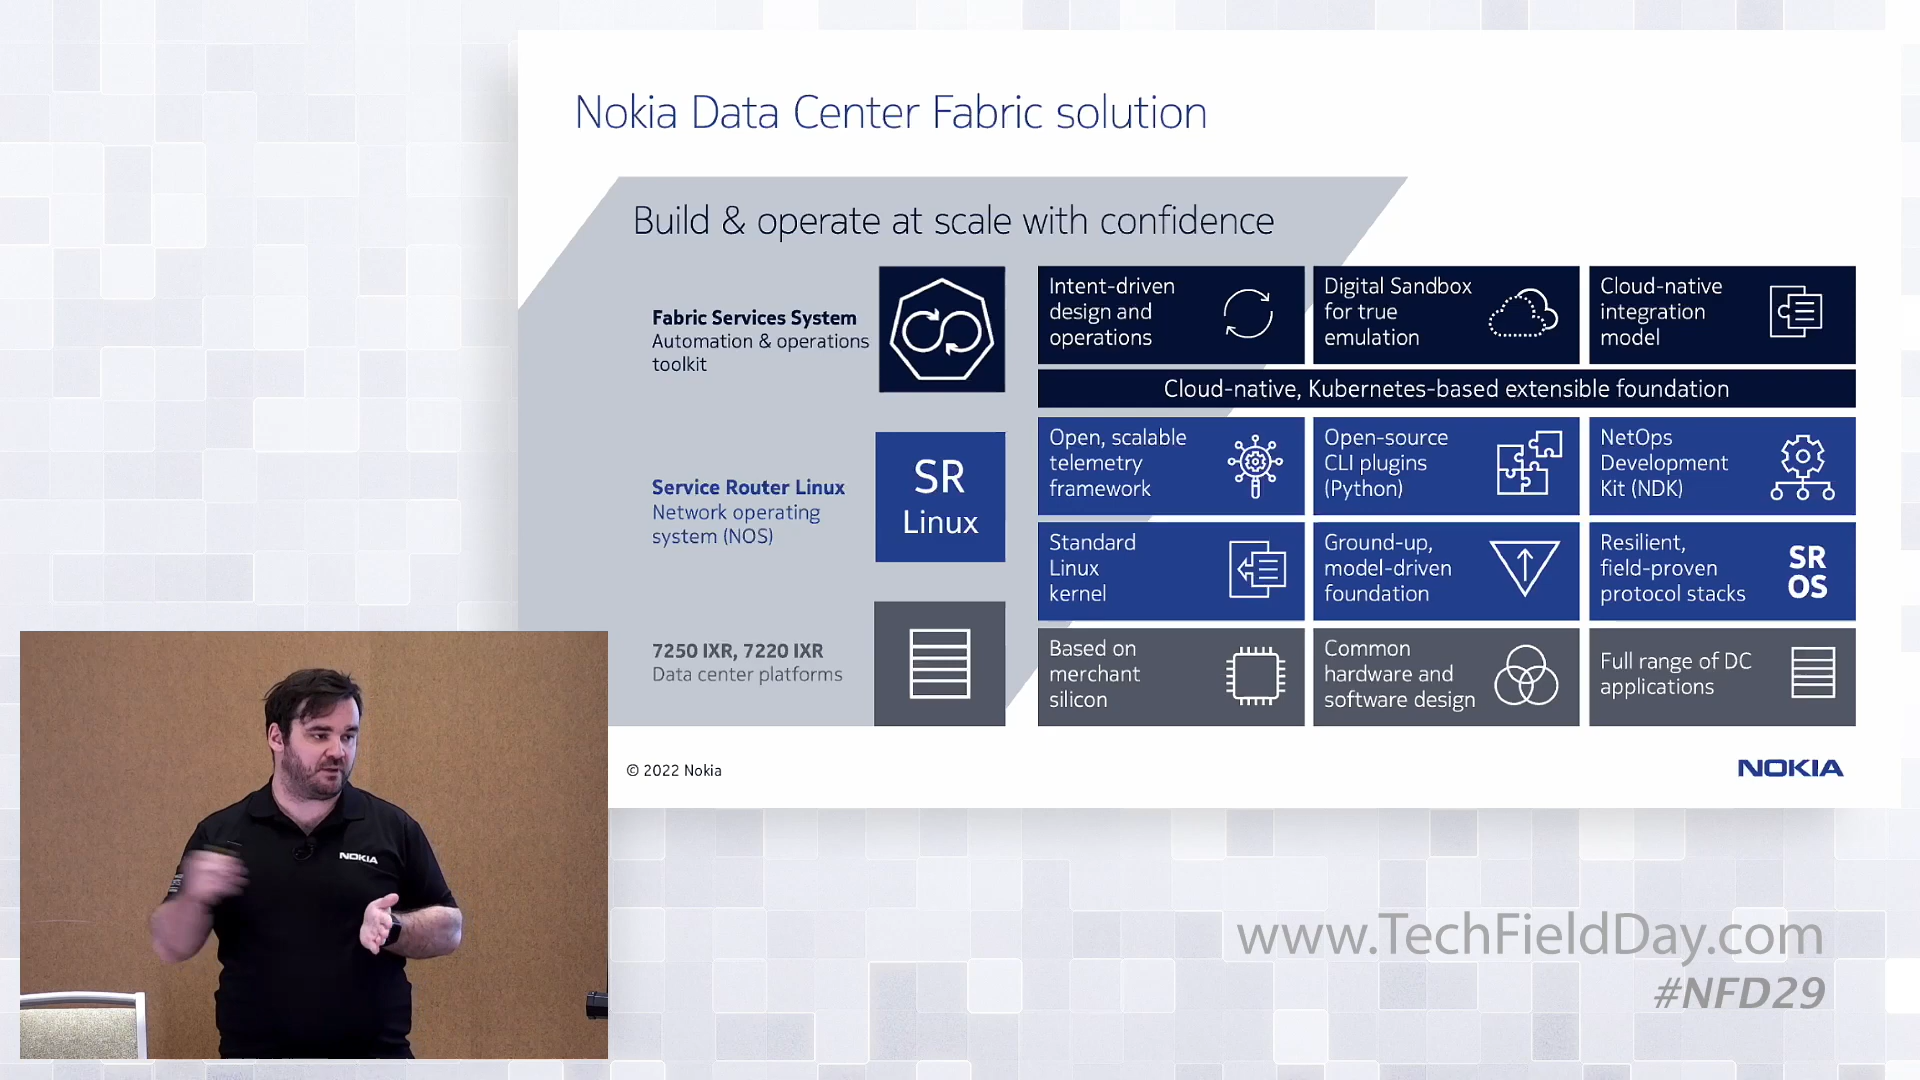 Nokia Data Center Fabric solution
Build & operate at scale with confidence
Fabric Services System
Automation & operations
toolkit
Intent-driven
design and
operations
Digital Sandbox
for true
emulation
Cloud-native
integration
model
Cloud-native, Kubernetes-based extensible foundation
Service Router Linux
Network operating
system (NOS)
SR
Linux
Open, scalable
telemetry
framework
Open-source
CLI plugins
(Python)
NetOps
Development
Kit (NDK)
Standard
Linux
kernel
Ground-up,
model-driven
foundation
Resilient,
field-proven
protocol stacks
SR
OS
7250 IXR, 7220 IXR
Data center platforms
Based on
merchant
silicon
Common
hardware and
software design
Full range of DC
applications
© 2022 Nokia
NOKIA
NOKIA
www.TechFieldDay.com
#NFD29